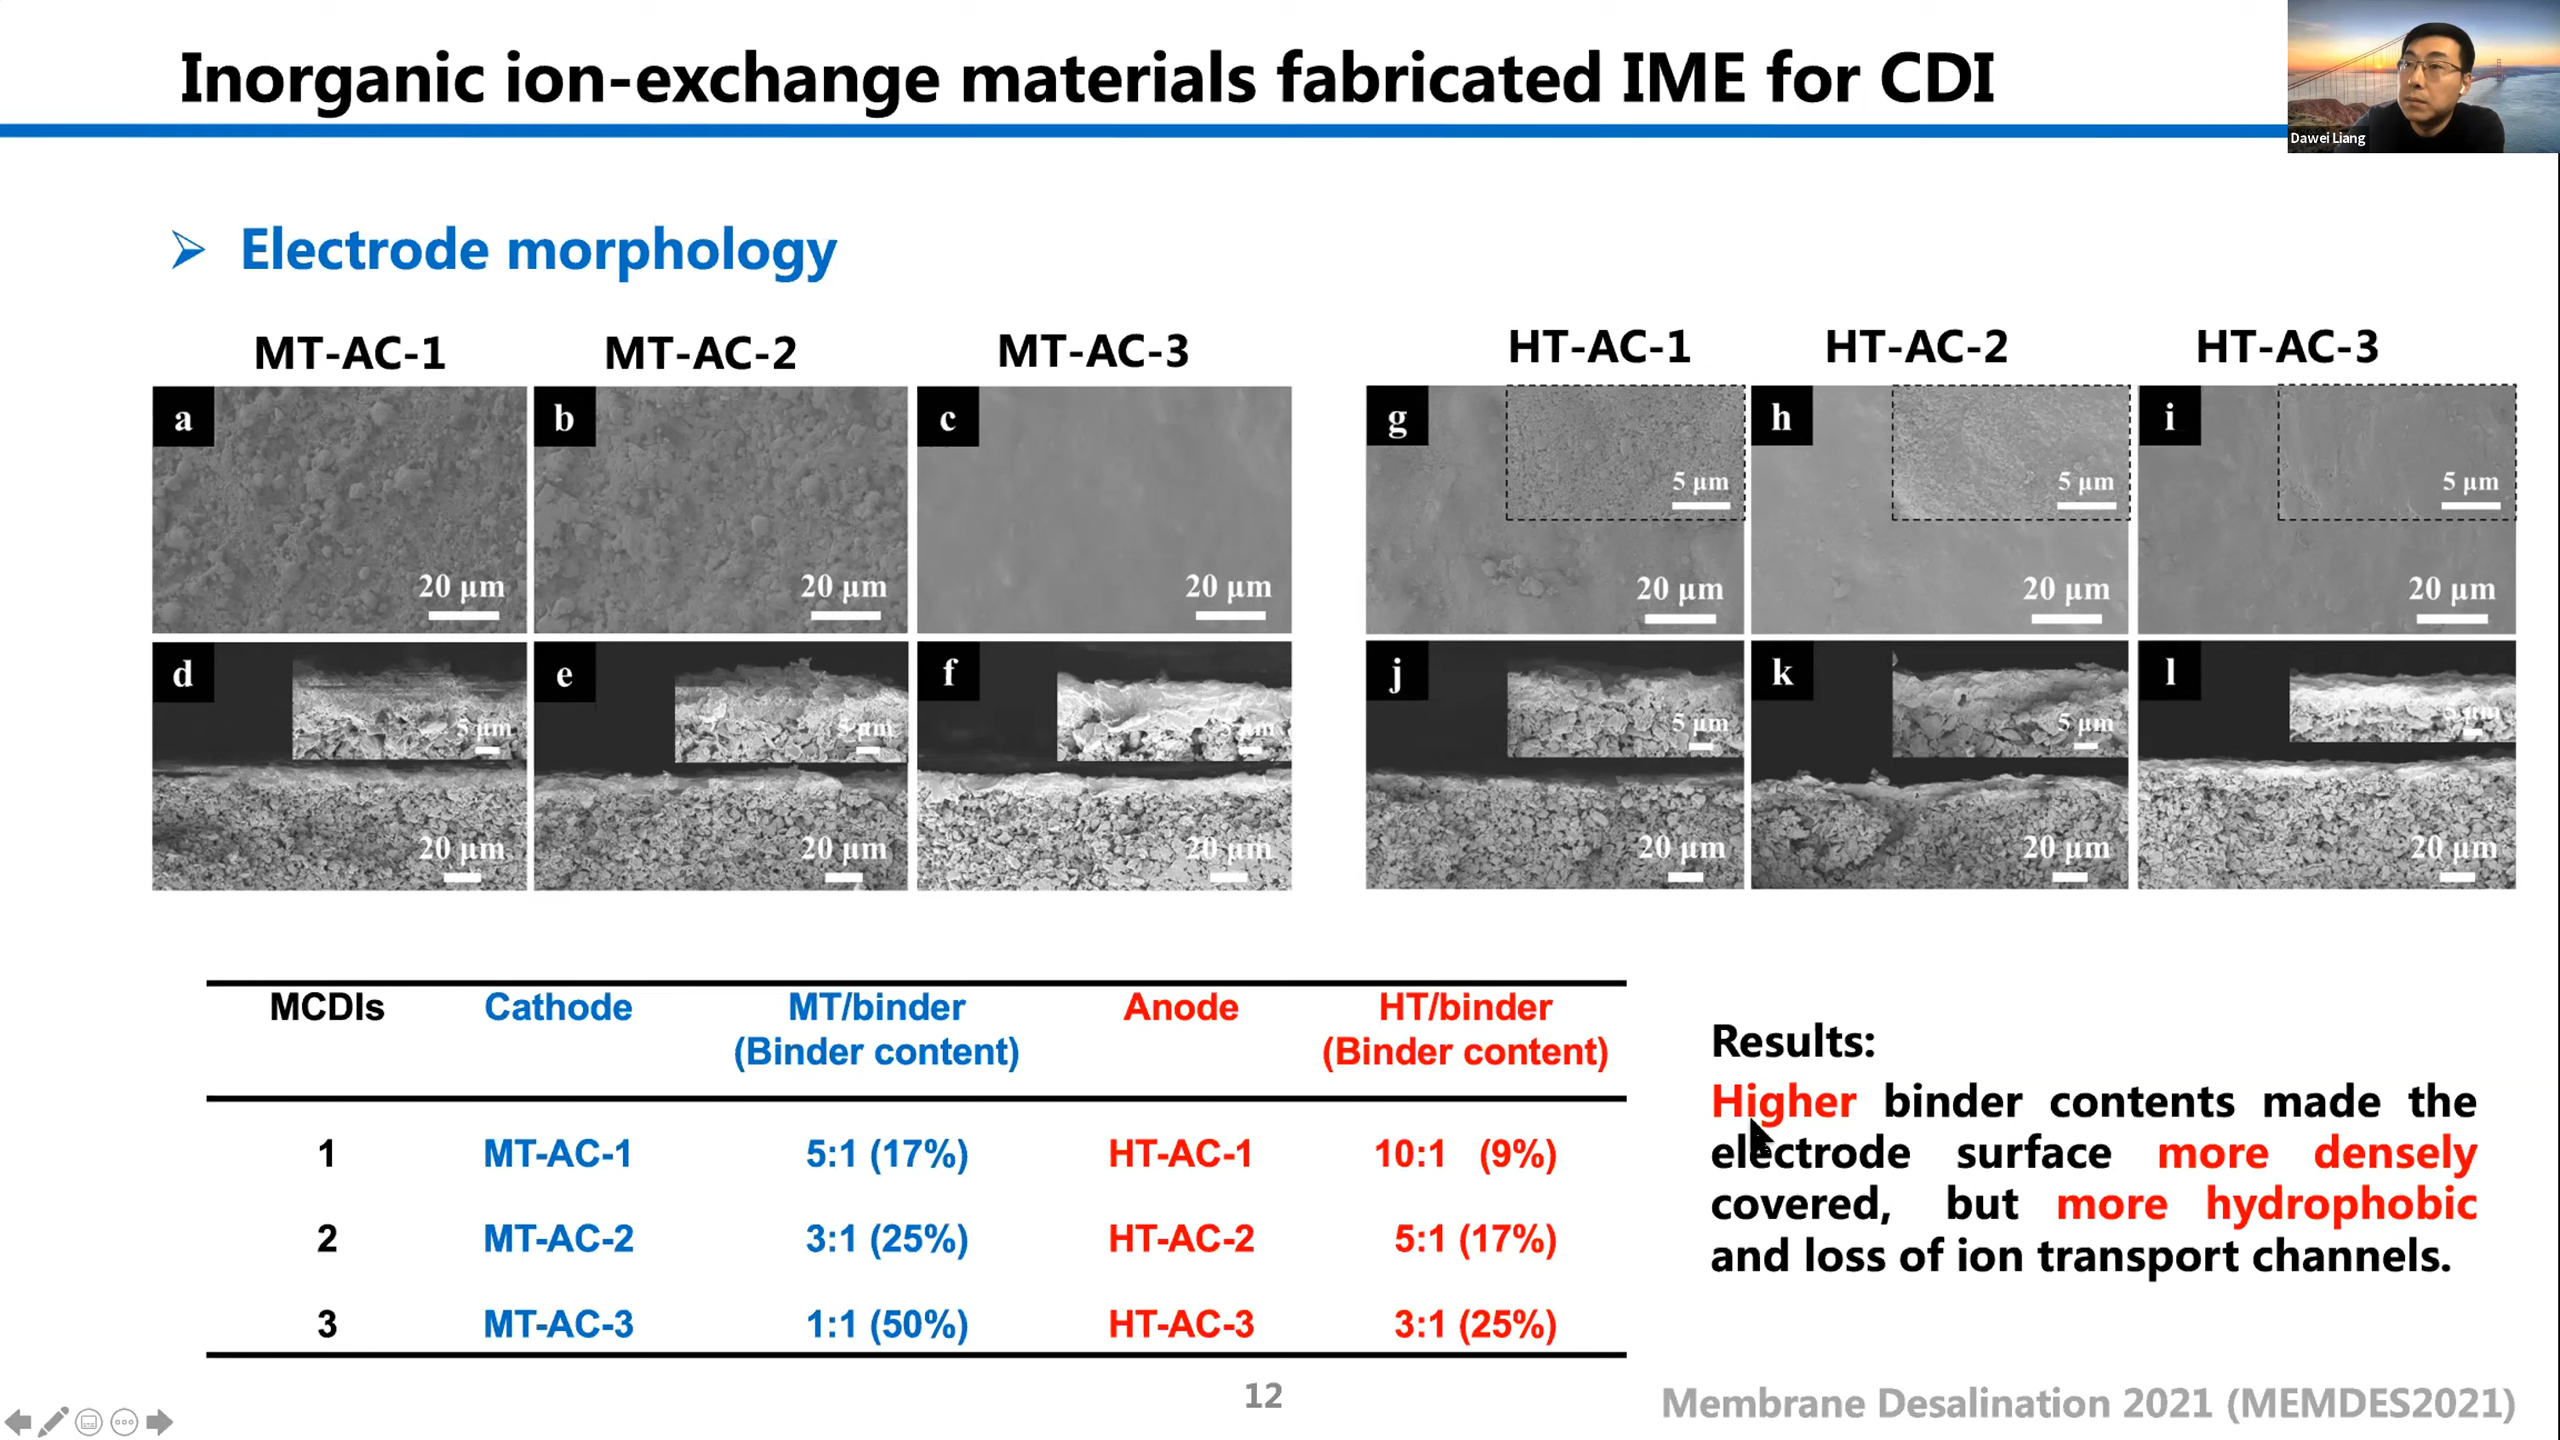 Inorganic ion-exchange materials fabricated IME for CDI
Dawei Liang
Electrode morphology
MT-AC-1 MT-AC-2 MT-AC-3 HT-AC-1 HT-AC-2 HT-AC-3
a b c g h i
5 μm 5 μm 5 μm
20 μm 20 μm 20 μm 20 μm 20 μm 20 μm
d e f j k l
5 μm 5 μm 5 μm 5 μm 5 μm 5 μm
20 μm 20 μm 20 μm 20 μm 20 μm 20 μm
MCDIs Cathode MT/binder Anode HT/binder
(Binder content) (Binder content)
1 MT-AC-1 5:1 (17%) HT-AC-1 10:1 (9%)
2 MT-AC-2 3:1 (25%) HT-AC-2 5:1 (17%)
3 MT-AC-3 1:1 (50%) HT-AC-3 3:1 (25%)
Results:
Higher binder contents made the
electrode surface more densely
covered, but more hydrophobic
and loss of ion transport channels.
12
Membrane Desalination 2021 (MEMDES2021)